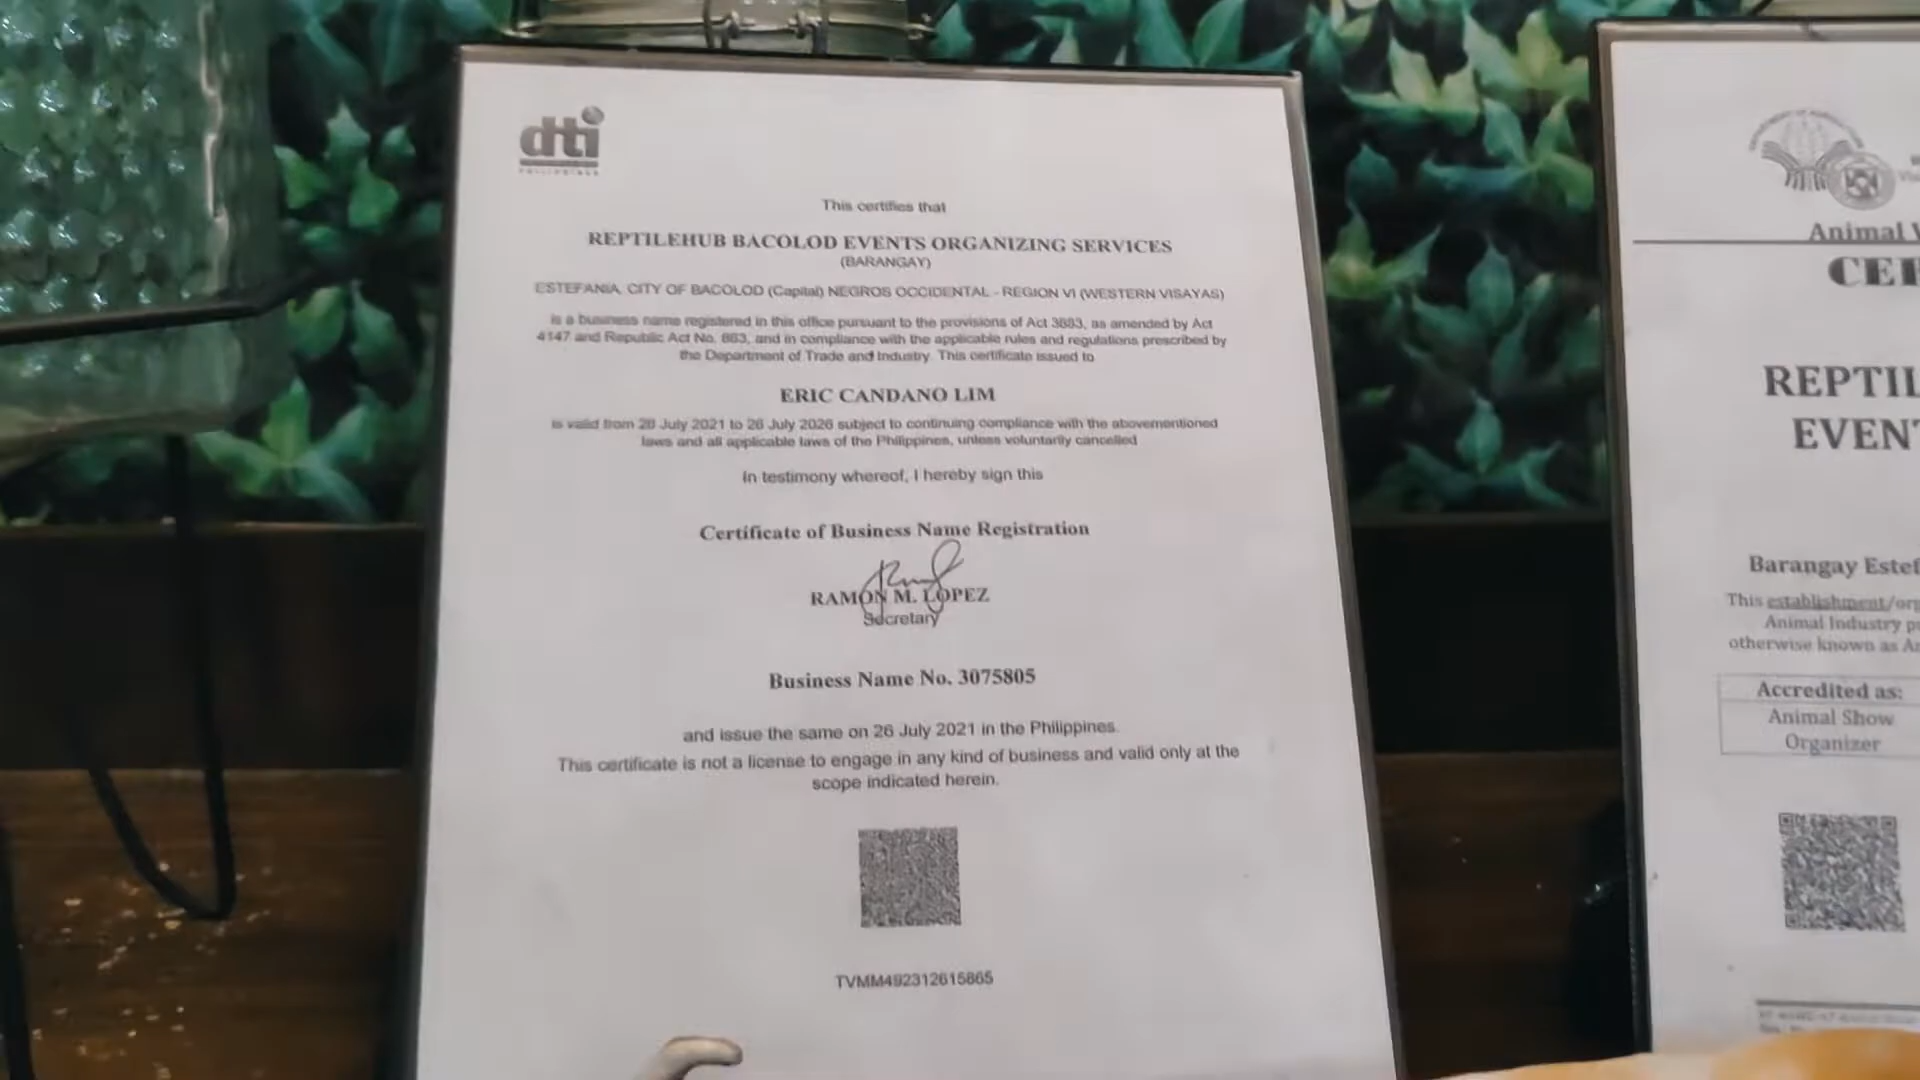 dti
PHILIPPINES
This certifies that
REPTILEHUB BACOLOD EVENTS ORGANIZING SERVICES
(BARANGAY)
ESTEFANIA, CITY OF BACOLOD (Capital) NEGROS OCCIDENTAL - REGION VI (WESTERN VISAYAS)
is a business name registered in this office pursuant to the provisions of Act 3883, as amended by Act
4147 and Republic Act No. 863, and in compliance with the applicable rules and regulations prescribed by
the Department of Trade and Industry. This certificate issued to
ERIC CANDANO LIM
is valid from 26 July 2021 to 26 July 2026 subject to continuing compliance with the abovementioned
laws and all applicable laws of the Philippines, unless voluntarily cancelled
In testimony whereof, I hereby sign this
Certificate of Business Name Registration
RAMON M. LOPEZ
Secretary
Business Name No. 3075805
and issue the same on 26 July 2021 in the Philippines.
This certificate is not a license to engage in any kind of business and valid only at the
scope indicated herein.
TVMM492312615865
Animal
CE
REPTIL
EVEN
Barangay Estef
This establishment/org
Animal Industry p
otherwise known as A
Accredited as:
Animal Show
Organizer